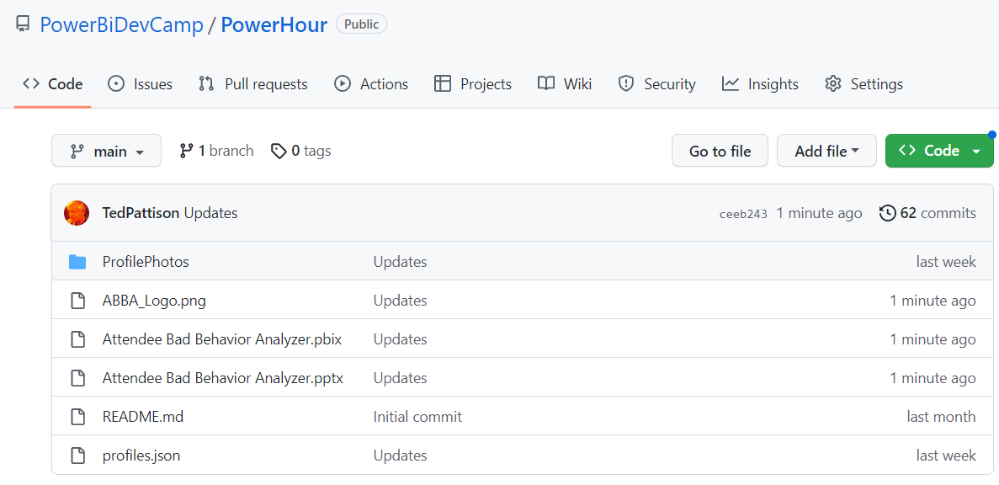 PowerBiDevCamp / PowerHour Public
Code Issues Pull requests Actions Projects Wiki Security Insights Settings
main 1 branch 0 tags Go to file Add file Code
TedPattison Updates ceeb243 1 minute ago 62 commits
ProfilePhotos Updates last week
ABBA_Logo.png Updates 1 minute ago
Attendee Bad Behavior Analyzer.pbix Updates 1 minute ago
Attendee Bad Behavior Analyzer.pptx Updates 1 minute ago
README.md Initial commit last month
profiles.json Updates last week